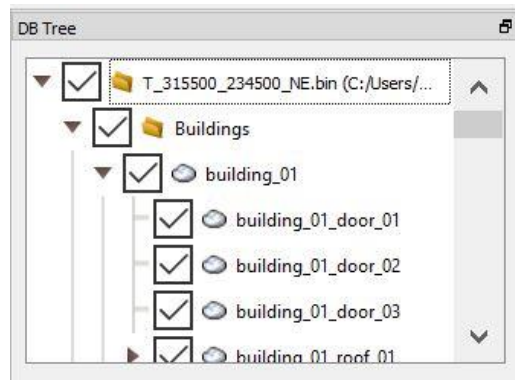 DB Tree
T_315500_234500_NE.bin (C:/Users/...
Buildings
building_01
building_01_door_01
building_01_door_02
building_01_door_03
building_01_roof_01